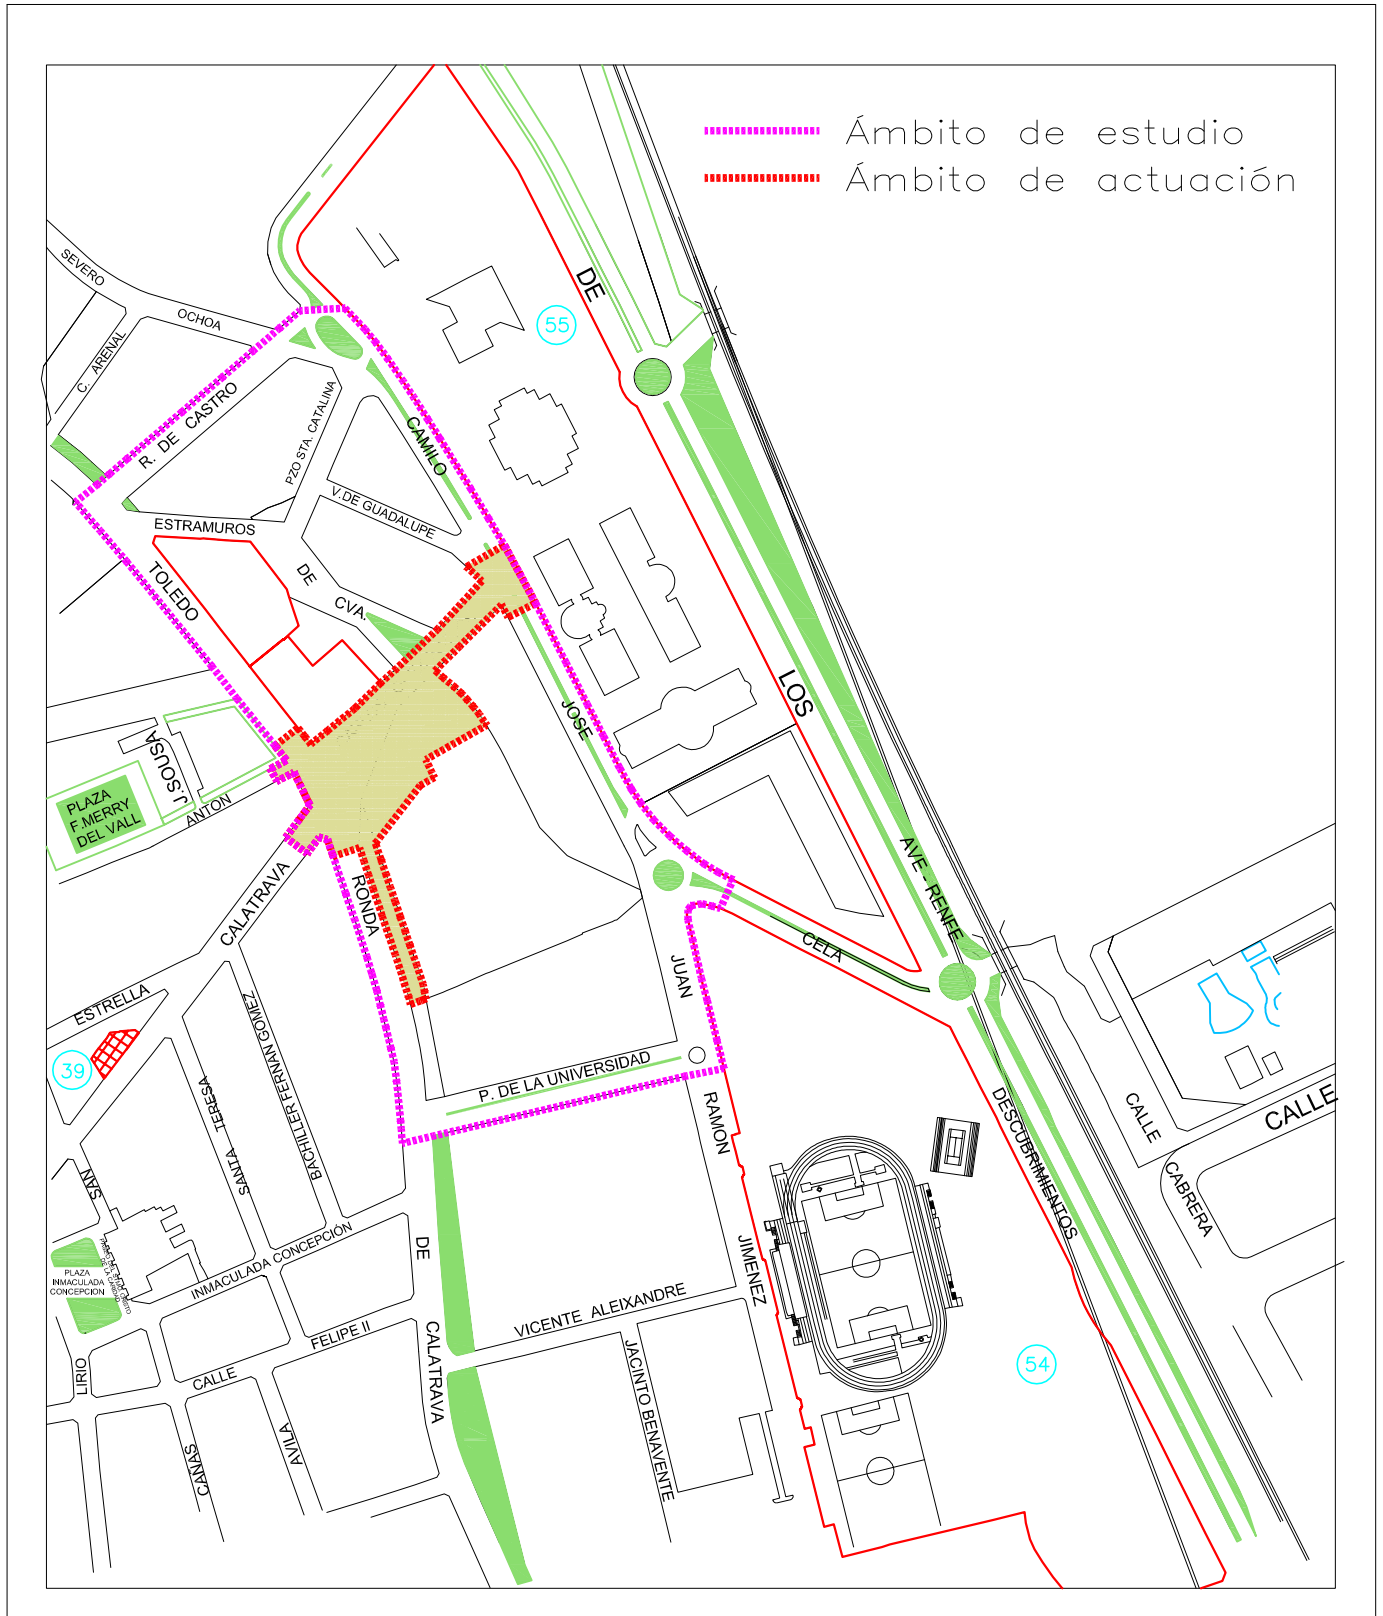 Ámbito de estudio
Ámbito de actuación
SEVERO
OCHOA
C. ARENAL
R. DE CASTRO
PZO STA. CATALINA
CAMILO
V.DE GUADALUPE
ESTRAMUROS
DE
CVA.
TOLEDO
DE
55
LOS
JOSE
J.SOUSA
PLAZA
F.MERRY
DEL VALL
ANTON
CALATRAVA
RONDA
AVE - RENFE
CELA
JUAN
ESTRELLA
39
BACHILLER FERNAN GOMEZ
TERESA
SANTA
P. DE LA UNIVERSIDAD
RAMON
DESCUBRIMIENTOS
CALLE
CALLE
CABRERA
SAN
PLAZA
INMACULADA
CONCEPCION
INMACULADA CONCEPCIÓN
DE
JIMENEZ
VICENTE ALEIXANDRE
FELIPE II
CALLE
CALATRAVA
JACINTO BENAVENTE
LIRIO
CAÑAS
AVILA
54